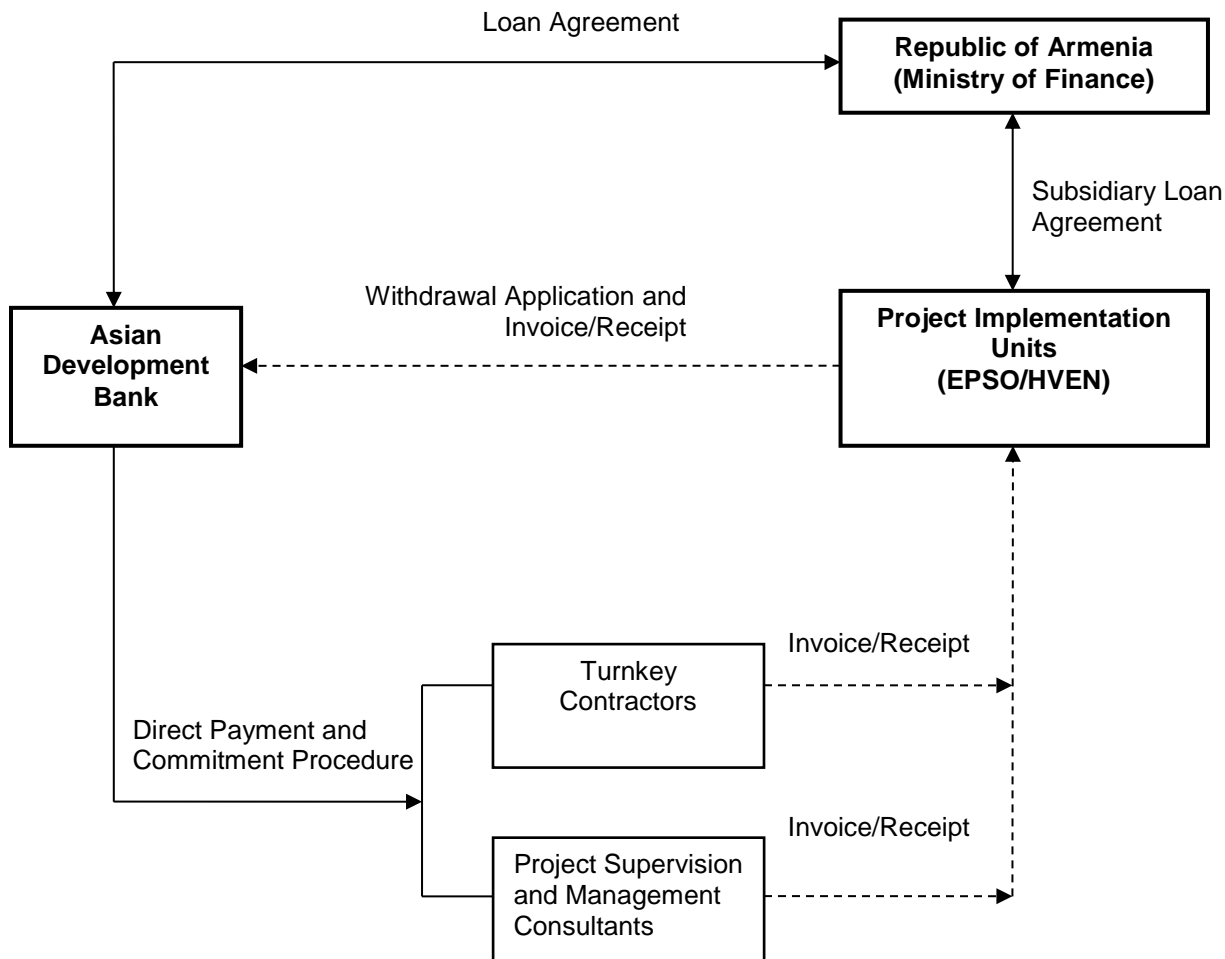 Loan Agreement
Republic of Armenia
(Ministry of Finance)
Subsidiary Loan
Agreement
Withdrawal Application and
Invoice/Receipt
Asian
Development
Bank
Project Implementation
Units
(EPSO/HVEN)
Turnkey
Contractors
Invoice/Receipt
Direct Payment and
Commitment Procedure
Project Supervision
and Management
Consultants
Invoice/Receipt